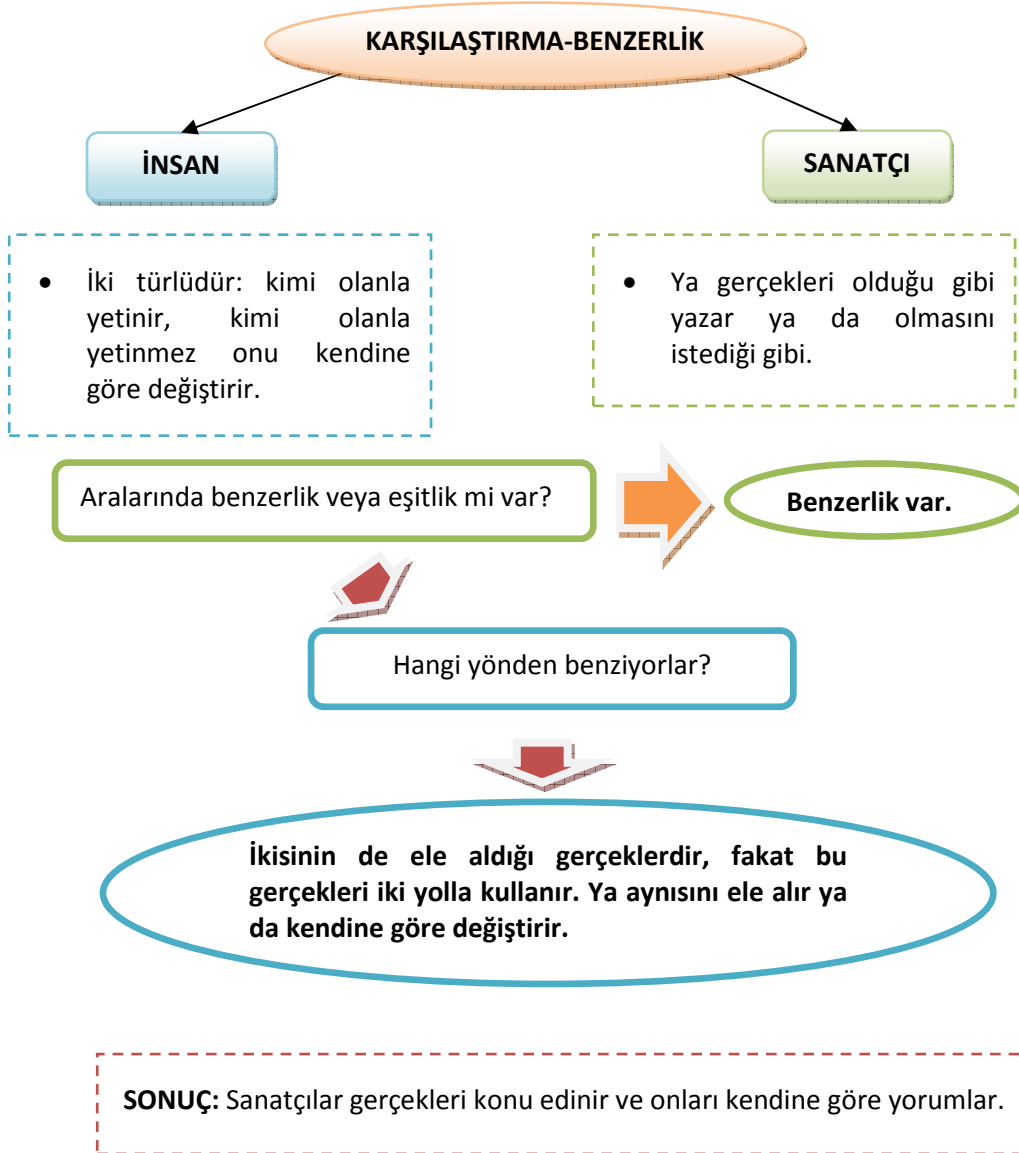 KARŞILAŞTIRMA-BENZERLİK
İNSAN
SANATÇI
• İki türlüdür: kimi olanla
yetinir, kimi olanla
yetinmez onu kendine
göre değiştirir.
• Ya gerçekleri olduğu gibi
yazar ya da olmasını
istediği gibi.
Aralarında benzerlik veya eşitlik mi var?
Benzerlik var.
Hangi yönden benziyorlar?
İkisinin de ele aldığı gerçeklerdir, fakat bu
gerçekleri iki yolla kullanır. Ya aynısını ele alır ya
da kendine göre değiştirir.
SONUÇ: Sanatçılar gerçekleri konu edinir ve onları kendine göre yorumlar.